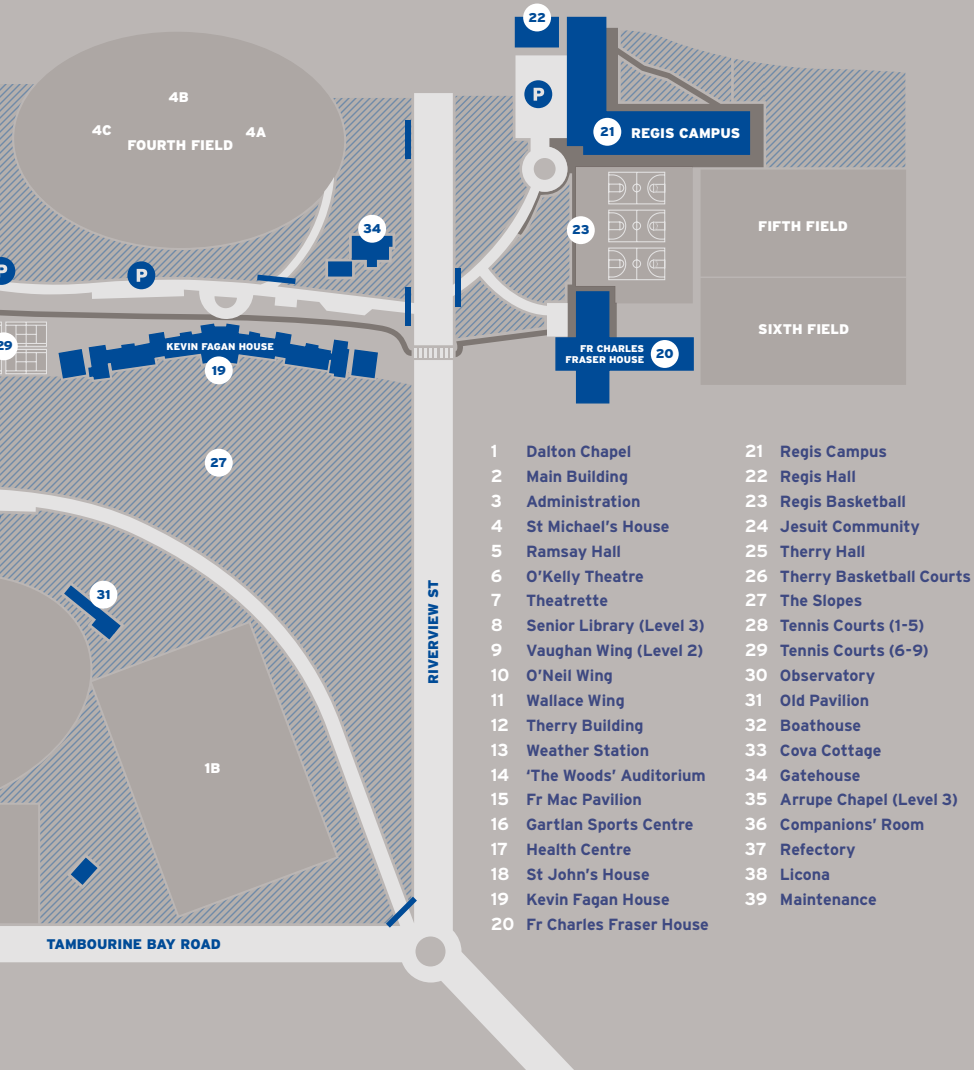 22
4B
P
4C
4A
21 REGIS CAMPUS
FOURTH FIELD
34
23
FIFTH FIELD
P
P
SIXTH FIELD
29
KEVIN FAGAN HOUSE
FR CHARLES
FRASER HOUSE
20
19
27
31
RIVERVIEW ST
1B
TAMBOURINE BAY ROAD
1 Dalton Chapel
2 Main Building
3 Administration
4 St Michael's House
5 Ramsay Hall
6 O'Kelly Theatre
7 Theatrette
8 Senior Library (Level 3)
9 Vaughan Wing (Level 2)
10 O'Neil Wing
11 Wallace Wing
12 Therry Building
13 Weather Station
14 'The Woods' Auditorium
15 Fr Mac Pavilion
16 Gartlan Sports Centre
17 Health Centre
18 St John's House
19 Kevin Fagan House
20 Fr Charles Fraser House
21 Regis Campus
22 Regis Hall
23 Regis Basketball
24 Jesuit Community
25 Therry Hall
26 Therry Basketball Courts
27 The Slopes
28 Tennis Courts (1-5)
29 Tennis Courts (6-9)
30 Observatory
31 Old Pavilion
32 Boathouse
33 Cova Cottage
34 Gatehouse
35 Arrupe Chapel (Level 3)
36 Companions' Room
37 Refectory
38 Licona
39 Maintenance